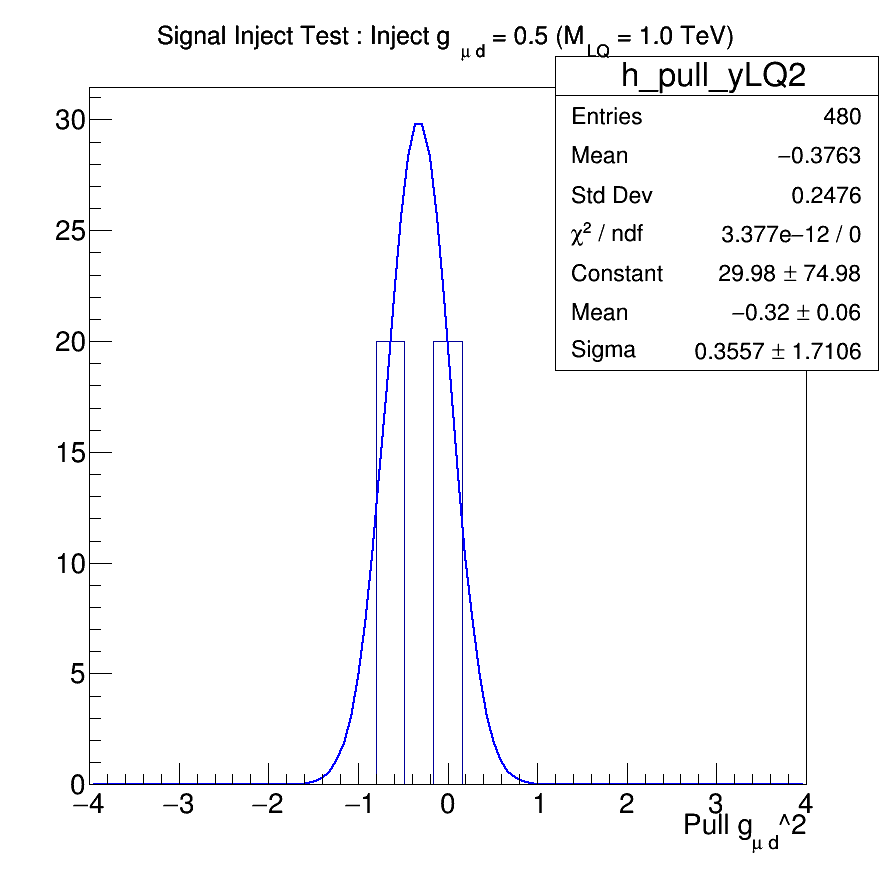 Signal Inject Test : Inject g μ d = 0.5 (M LQ = 1.0 TeV)
h_pull_yLQ2
Entries 480
Mean −0.3763
Std Dev 0.2476
χ² / ndf 3.377e−12 / 0
Constant 29.98 ± 74.98
Mean −0.32 ± 0.06
Sigma 0.3557 ± 1.7106
30
25
20
15
10
5
0
−4 −3 −2 −1 0 1 2 3 4
Pull g μ d ^2